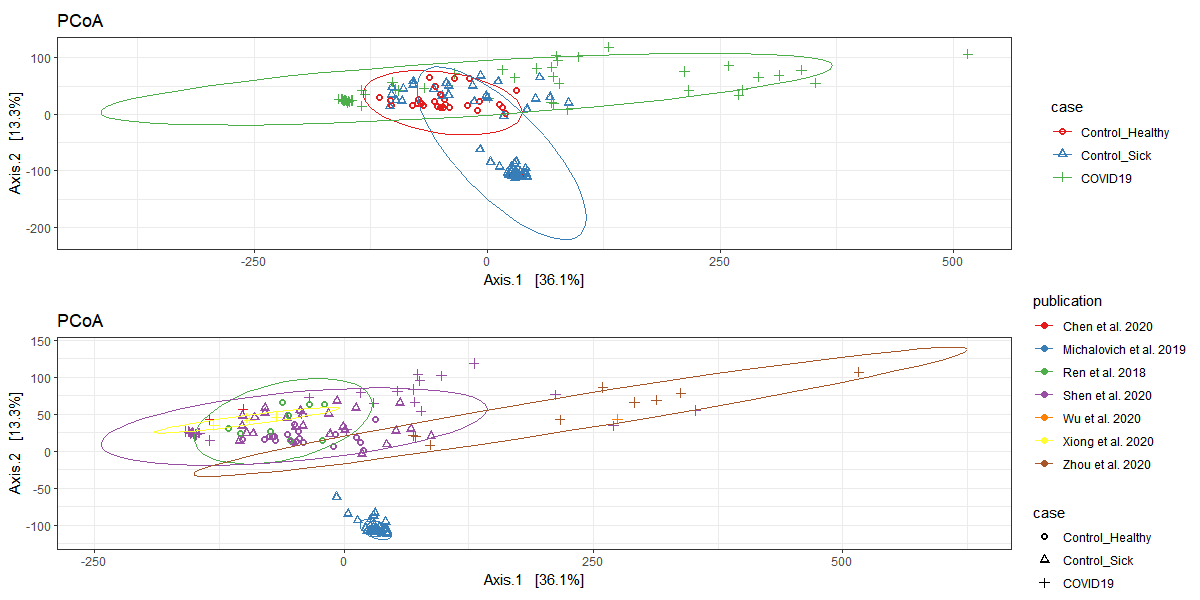 PCoA
100
0
-100
-200
Axis.2 [13.3%]
-250
0
250
500
Axis.1 [36.1%]
case
Control_Healthy
Control_Sick
COVID19
PCoA
150
100
50
0
-50
-100
Axis.2 [13.3%]
-250
0
250
500
Axis.1 [36.1%]
publication
Chen et al. 2020
Michalovich et al. 2019
Ren et al. 2018
Shen et al. 2020
Wu et al. 2020
Xiong et al. 2020
Zhou et al. 2020
case
Control_Healthy
Control_Sick
COVID19